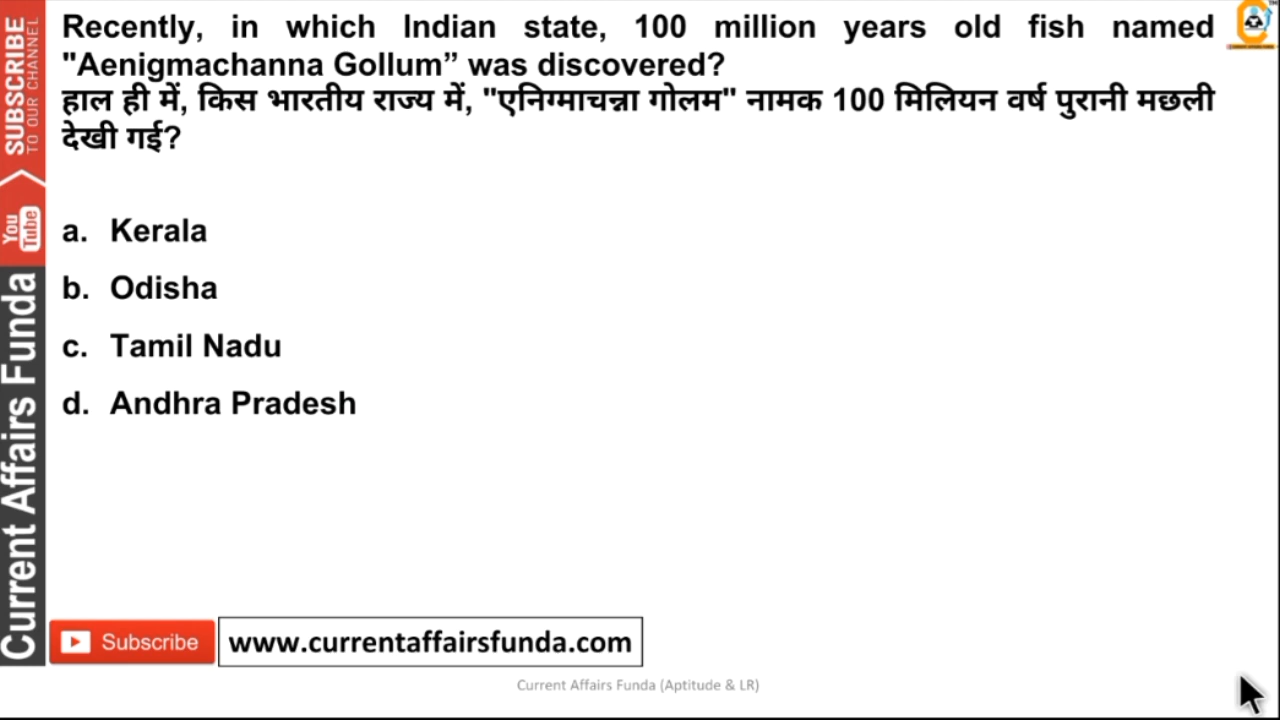 Recently, in which Indian state, 100 million years old fish named
"Aenigmachanna Gollum” was discovered?
हाल ही में, किस भारतीय राज्य में, "एनिग्माचन्ना गोलम" नामक 100 मिलियन वर्ष पुरानी मछली
देखी गई?
a. Kerala
b. Odisha
c. Tamil Nadu
d. Andhra Pradesh
SUBSCRIBE
TO OUR CHANNEL
You
Tube
Current Affairs Funda
Subscribe
www.currentaffairsfunda.com
Current Affairs Funda (Aptitude & LR)